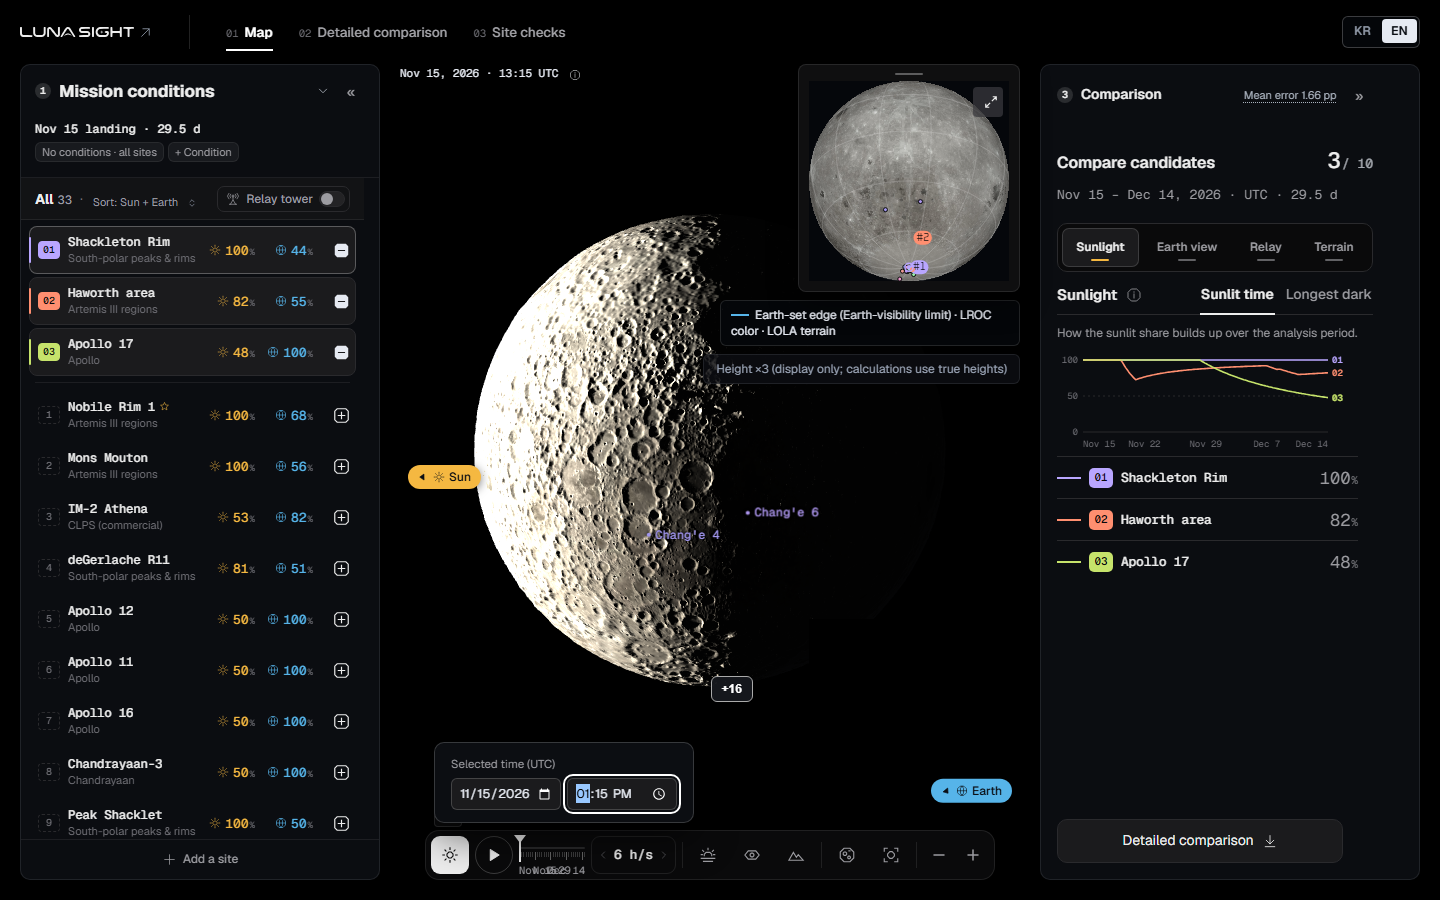 LUNA SIGHT
01 Map
02 Detailed comparison
03 Site checks
KR EN
1 Mission conditions
Nov 15 landing · 29.5 d
No conditions · all sites
+ Condition
All 33 · Sort: Sun + Earth
Relay tower
01 Shackleton Rim 100% 44%
South-polar peaks & rims
02 Haworth area 82% 55%
Artemis III regions
03 Apollo 17 48% 100%
Apollo
1 Nobile Rim 1 100% 68%
Artemis III regions
2 Mons Mouton 100% 56%
Artemis III regions
3 IM-2 Athena 53% 82%
CLPS (commercial)
4 deGerlache R11 81% 51%
South-polar peaks & rims
5 Apollo 12 50% 100%
Apollo
6 Apollo 11 50% 100%
Apollo
7 Apollo 16 50% 100%
Apollo
8 Chandrayaan-3 50% 100%
Chandrayaan
9 Peak Shacklet 100% 50%
South-polar peaks & rims
+ Add a site
Nov 15, 2026 · 13:15 UTC
#2
#1
Earth-set edge (Earth-visibility limit) · LROC
color · LOLA terrain
Height ×3 (display only; calculations use true heights)
Sun
Chang'e 6
Chang'e 4
+16
Selected time (UTC)
11/15/2026
01:15 PM
Earth
6 h/s
14
3 Comparison
Mean error 1.66 pp
Compare candidates
3 / 10
Nov 15 – Dec 14, 2026 · UTC · 29.5 d
Sunlight
Earth view
Relay
Terrain
Sunlight
Sunlit time
Longest dark
How the sunlit share builds up over the analysis period.
100
50
0
01
02
03
Nov 15 Nov 22 Nov 29 Dec 7 Dec 14
01 Shackleton Rim 100%
02 Haworth area 82%
03 Apollo 17 48%
Detailed comparison